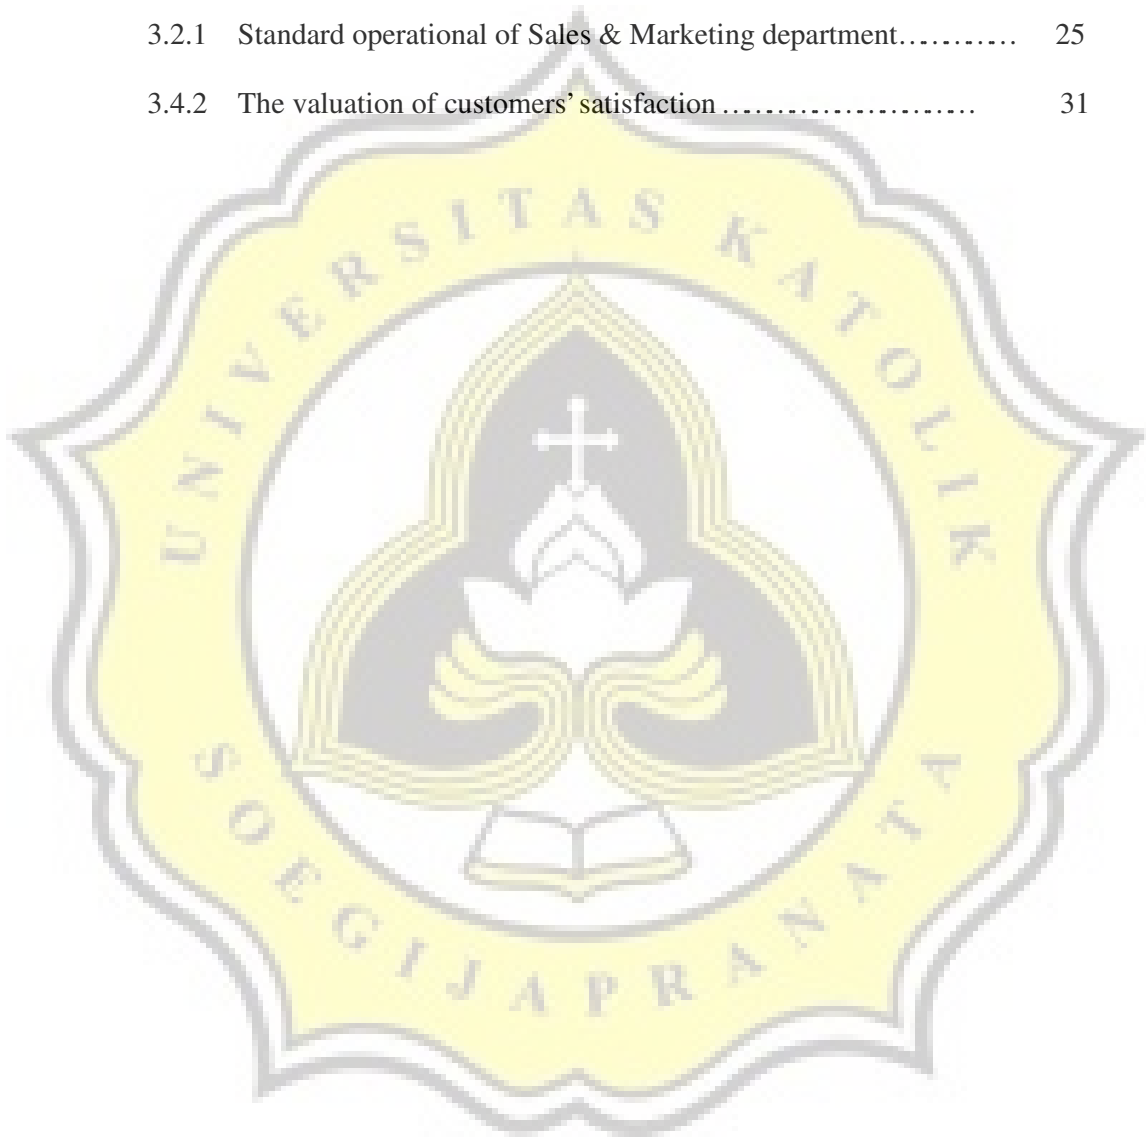 3.2.1 Standard operational of Sales & Marketing department………… 25
3.4.2 The valuation of customers’ satisfaction …………………… 31
UNIVERSITAS KATOLIK
SOEGIJAPRANATA